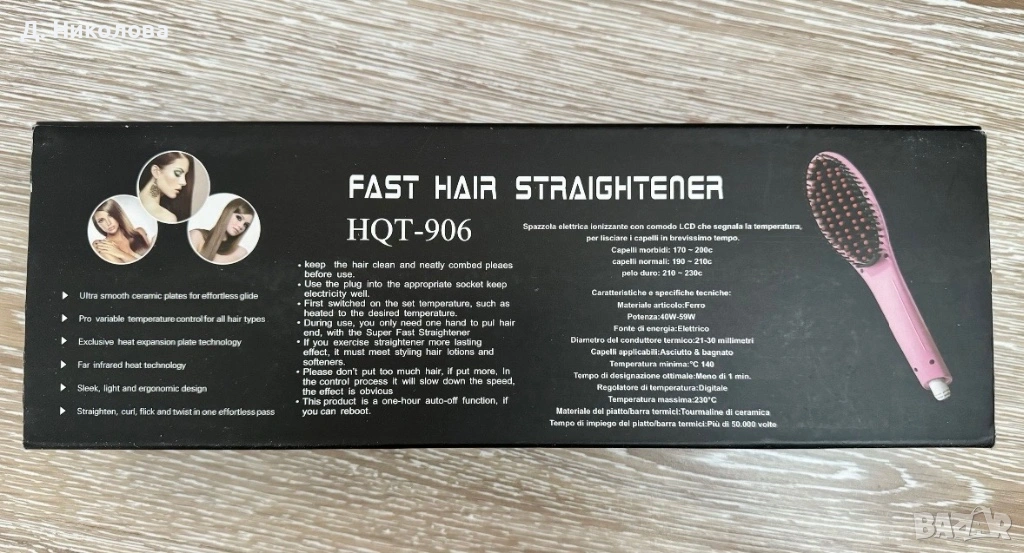 Д. Николова
FAST HAIR STRAIGHTENER
HQT-906
Ultra smooth ceramic plates for effortless glide
Pro variable temperature control for all hair types
Exclusive heat expansion plate technology
Far infrared heat technology
Sleek, light and ergonomic design
Straighten, curl, flick and twist in one effortless pass
• keep the hair clean and neatly combed pleaes
before use.
• Use the plug into the appropriate socket keep
electricity well.
• First switched on the set temperature, such as
heated to the desired temperature.
• During use, you only need one hand to pul hair
end, with the Super Fast Straightener
• If you exercise straightener more lasting
effect, it must meet styling hair lotions and
softeners.
• Please don't put too much hair, if put more, In
the control process it will slow down the speed,
the effect is obvious
• This product is a one-hour auto-off function, if
you can reboot.
Spazzola elettrica ionizzante con comodo LCD che segnala la temperatura,
per lisciare i capelli in brevissimo tempo.
Capelli morbidi: 170 ~ 200c
capelli normali: 190 ~ 210c
pelo duro: 210 ~ 230c
Caratteristiche e specifiche tecniche:
Materiale articolo:Ferro
Potenza:40W-59W
Fonte di energia:Elettrico
Diametro del conduttore termico:21-30 millimetri
Capelli applicabili:Asciutto & bagnato
Temperatura minima:°C 140
Tempo di designazione ottimale:Meno di 1 min.
Regolatore di temperatura:Digitale
Temperatura massima:230°C
Materiale del piatto/barra termici:Tourmaline di ceramica
Tempo di impiego del piatto/barra termici:Più di 50.000 volte
BAZAR